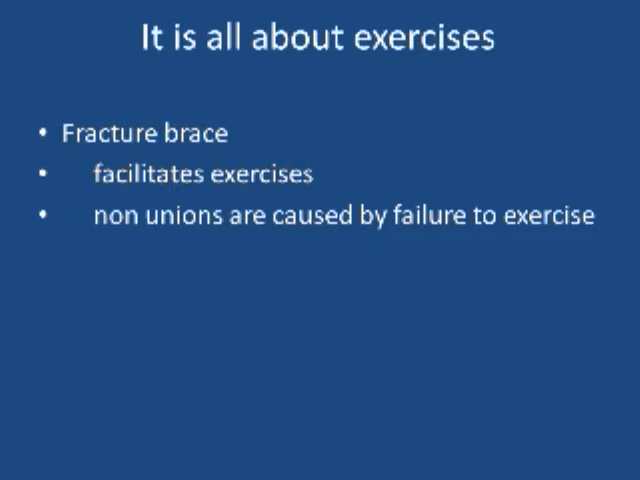 It is all about exercises
• Fracture brace
• facilitates exercises
• non unions are caused by failure to exercise